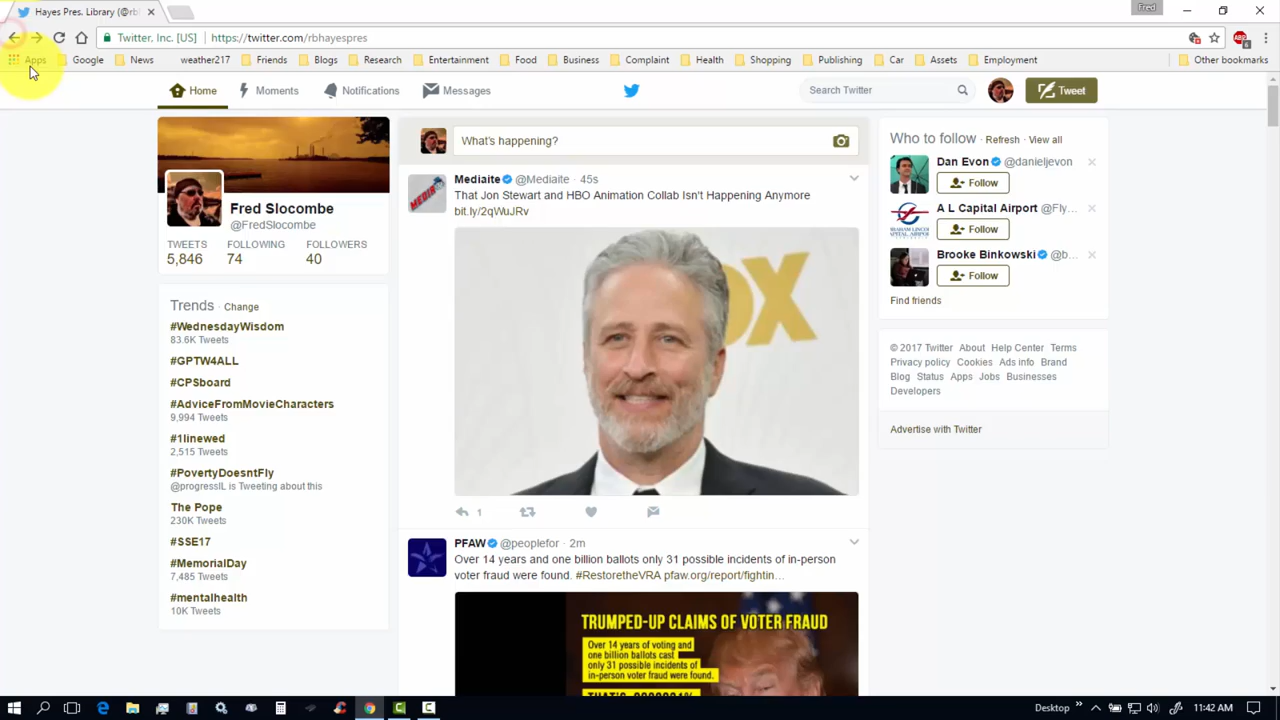 Hayes Pres. Library (@rbl
Fred
Twitter, Inc. [US] https://twitter.com/rbhayespres
Apps Google News weather217 Friends Blogs Research Entertainment Food Business Complaint Health Shopping Publishing Car Assets Employment Other bookmarks
Home Moments Notifications Messages Search Twitter Tweet
Fred Slocombe
@FredSlocombe
TWEETS FOLLOWING FOLLOWERS
5,846 74 40
Trends · Change
#WednesdayWisdom
83.6K Tweets
#GPTW4ALL
#CPSboard
#AdviceFromMovieCharacters
9,994 Tweets
#1linewed
2,515 Tweets
#PovertyDoesntFly
@progressIL is Tweeting about this
The Pope
230K Tweets
#SSE17
#MemorialDay
7,485 Tweets
#mentalhealth
10K Tweets
What's happening?
Mediaite @Mediaite · 45s
That Jon Stewart and HBO Animation Collab Isn't Happening Anymore
bit.ly/2qWuJRv
OX
1
PFAW @peoplefor · 2m
Over 14 years and one billion ballots only 31 possible incidents of in-person
voter fraud were found. #RestoretheVRA pfaw.org/report/fightin...
TRUMPED-UP CLAIMS OF VOTER FRAUD
Over 14 years of voting and
one billion ballots cast
only 31 possible incidents of
in-person voter fraud were found.
Who to follow · Refresh · View all
Dan Evon @danieljevon
Follow
A L Capital Airport @Fly...
Follow
Brooke Binkowski @b...
Follow
Find friends
© 2017 Twitter About Help Center Terms
Privacy policy Cookies Ads info Brand
Blog Status Apps Jobs Businesses
Developers
Advertise with Twitter
Desktop 11:42 AM